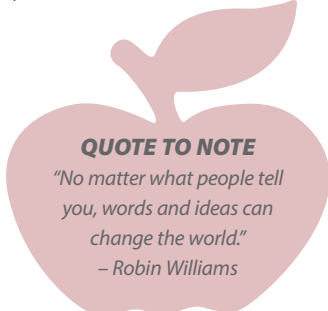 QUOTE TO NOTE
“No matter what people tell
you, words and ideas can
change the world.”
– Robin Williams